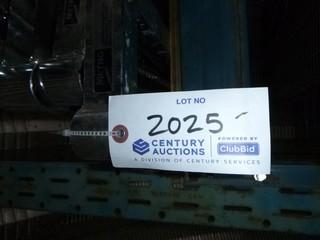 LOT NO
2025
CENTURY AUCTIONS
POWERED BY
ClubBid
A DIVISION OF CENTURY SERVICES